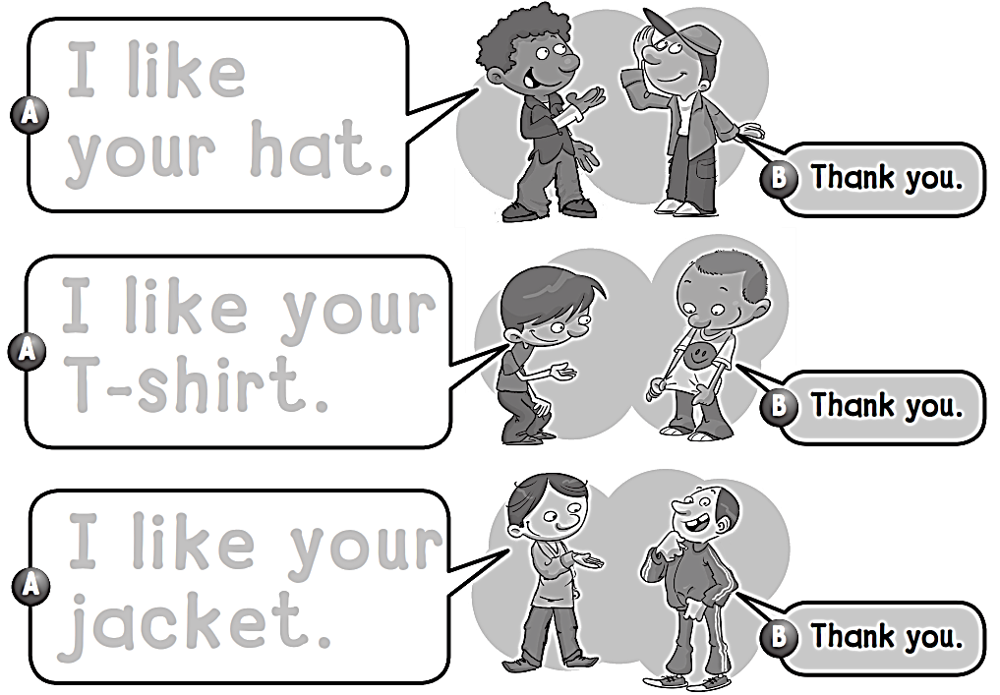 A
I like
your hat.
B
Thank you.
A
I like your
T-shirt.
B
Thank you.
A
I like your
jacket.
B
Thank you.